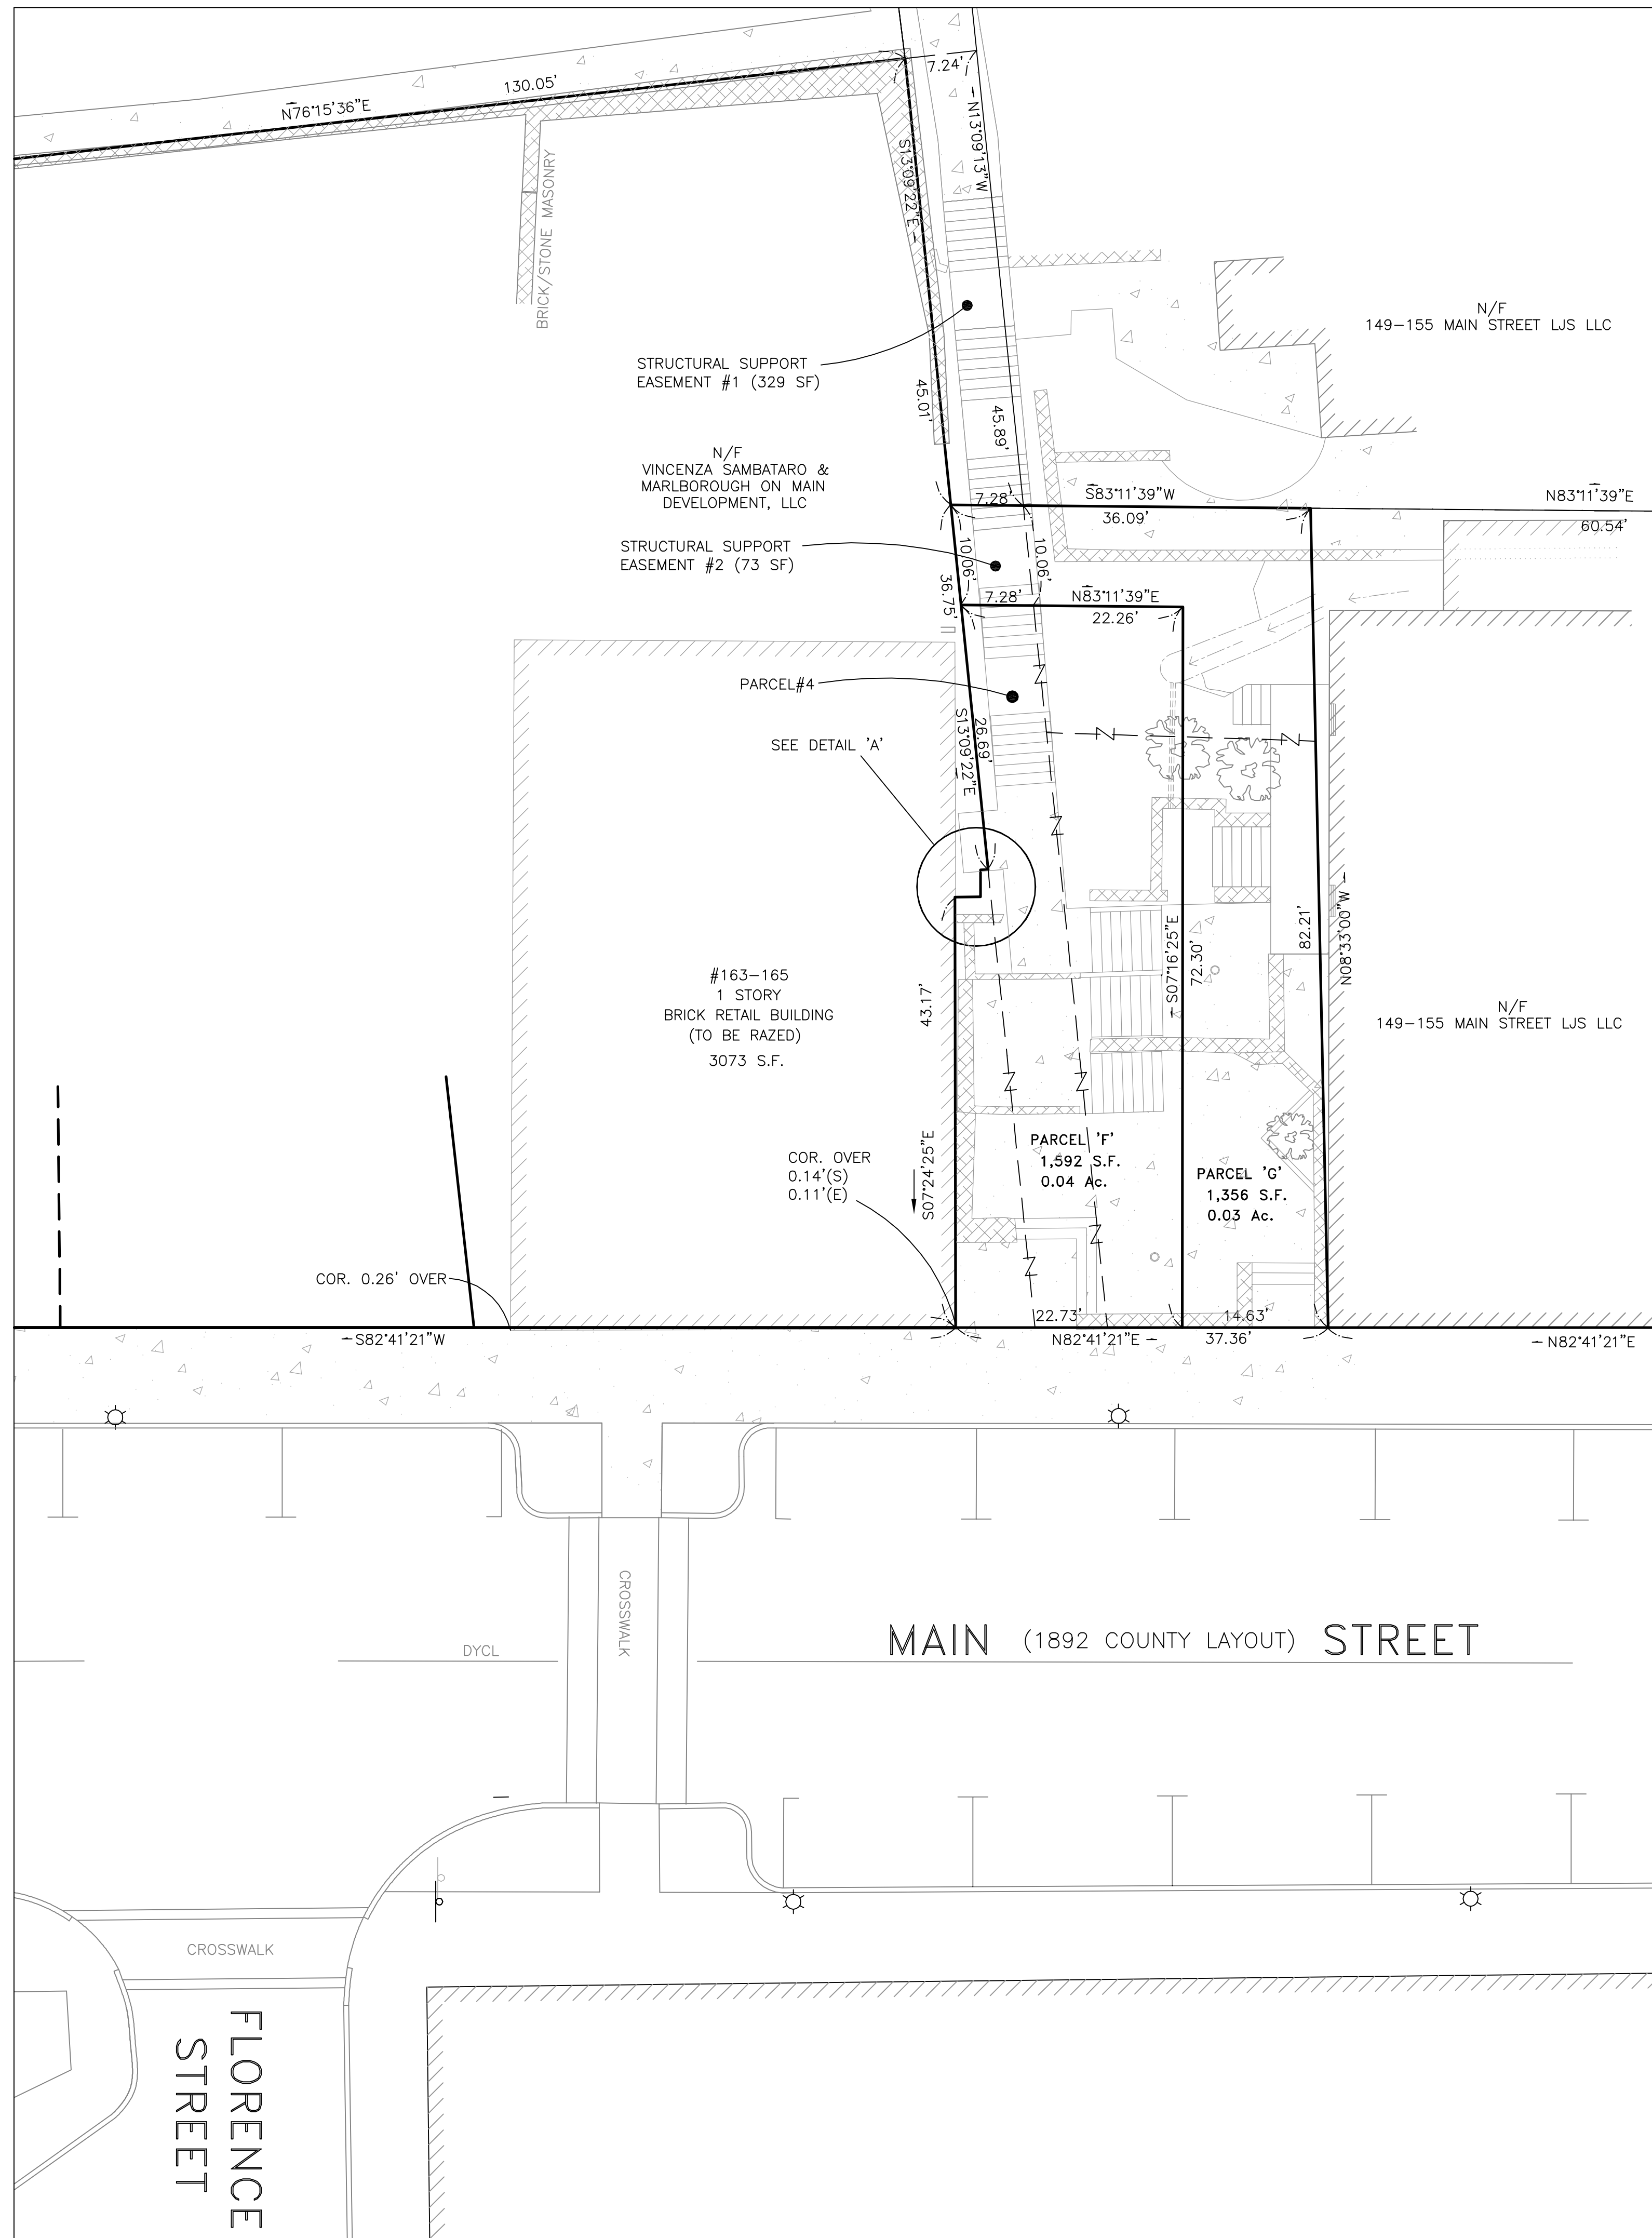 130.05'
N76°15'36"E
7.24'
N13°09'13"W
S13°09'22"E
BRICK/STONE MASONRY
N/F
149-155 MAIN STREET LJS LLC
STRUCTURAL SUPPORT
EASEMENT #1 (329 SF)
45.01'
45.89'
N/F
VINCENZA SAMBATARO &
MARLBOROUGH ON MAIN
DEVELOPMENT, LLC
7.28'
S83°11'39"W
36.09'
N83°11'39"E
60.54'
STRUCTURAL SUPPORT
EASEMENT #2 (73 SF)
10.06'
10.06'
36.75'
7.28'
N83°11'39"E
22.26'
PARCEL#4
SEE DETAIL 'A'
S13°09'22"E
26.69'
#163-165
1 STORY
BRICK RETAIL BUILDING
(TO BE RAZED)
3073 S.F.
43.17'
S07°16'25"E
72.30'
82.21'
N08°33'00"W
N/F
149-155 MAIN STREET LJS LLC
S07°24'25"E
COR. OVER
0.14'(S)
0.11'(E)
PARCEL 'F'
1,592 S.F.
0.04 Ac.
PARCEL 'G'
1,356 S.F.
0.03 Ac.
COR. 0.26' OVER
22.73'
14.63'
S82°41'21"W
N82°41'21"E
37.36'
N82°41'21"E
CROSSWALK
DYCL
MAIN (1892 COUNTY LAYOUT) STREET
CROSSWALK
FLORENCE
STREET